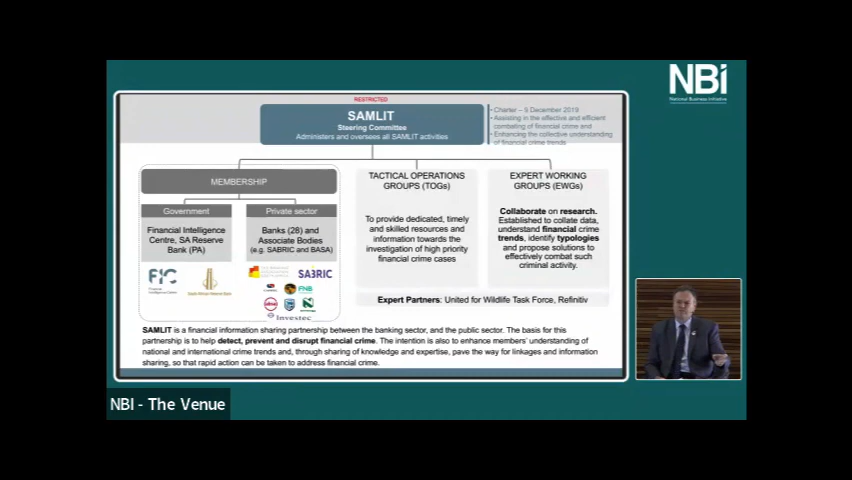 NBi
National Business Initiative
RESTRICTED
SAMLIT
Steering Committee
Administers and oversees all SAMLIT activities
• Charter – 5 December 2019
• Assisting in the effective and efficient
combating of financial crime and
• Enhancing the collective understanding
of financial crime trends
MEMBERSHIP
Government
Financial Intelligence
Centre, SA Reserve
Bank (PA)
Private sector
Banks (28) and
Associate Bodies
(e.g. SABRIC and BASA)
FIC
Financial
Intelligence Centre
South African Reserve Bank
SABRIC
FNB
Investec
TACTICAL OPERATIONS
GROUPS (TOGs)
To provide dedicated, timely
and skilled resources and
information towards the
investigation of high priority
financial crime cases
EXPERT WORKING
GROUPS (EWGs)
Collaborate on research.
Established to collate data,
understand financial crime
trends, identify typologies
and propose solutions to
effectively combat such
criminal activity.
Expert Partners: United for Wildlife Task Force, Refinitiv
SAMLIT is a financial information sharing partnership between the banking sector, and the public sector. The basis for this
partnership is to help detect, prevent and disrupt financial crime. The intention is also to enhance members' understanding of
national and international crime trends and, through sharing of knowledge and expertise, pave the way for linkages and information
sharing, so that rapid action can be taken to address financial crime.
NBI - The Venue